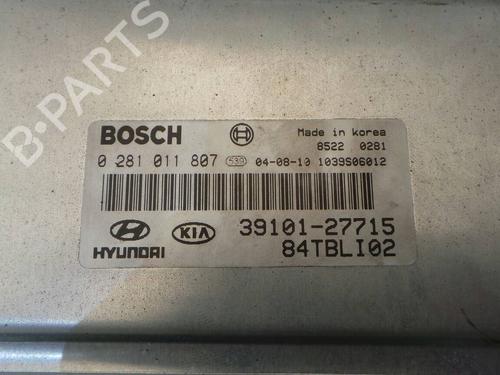 B-PARTS
BOSCH
Made in korea
8522 0281
0 281 011 807 539 04-08-10 1039S06012
39101-27715
HYUNDAI KIA 84TBLI02